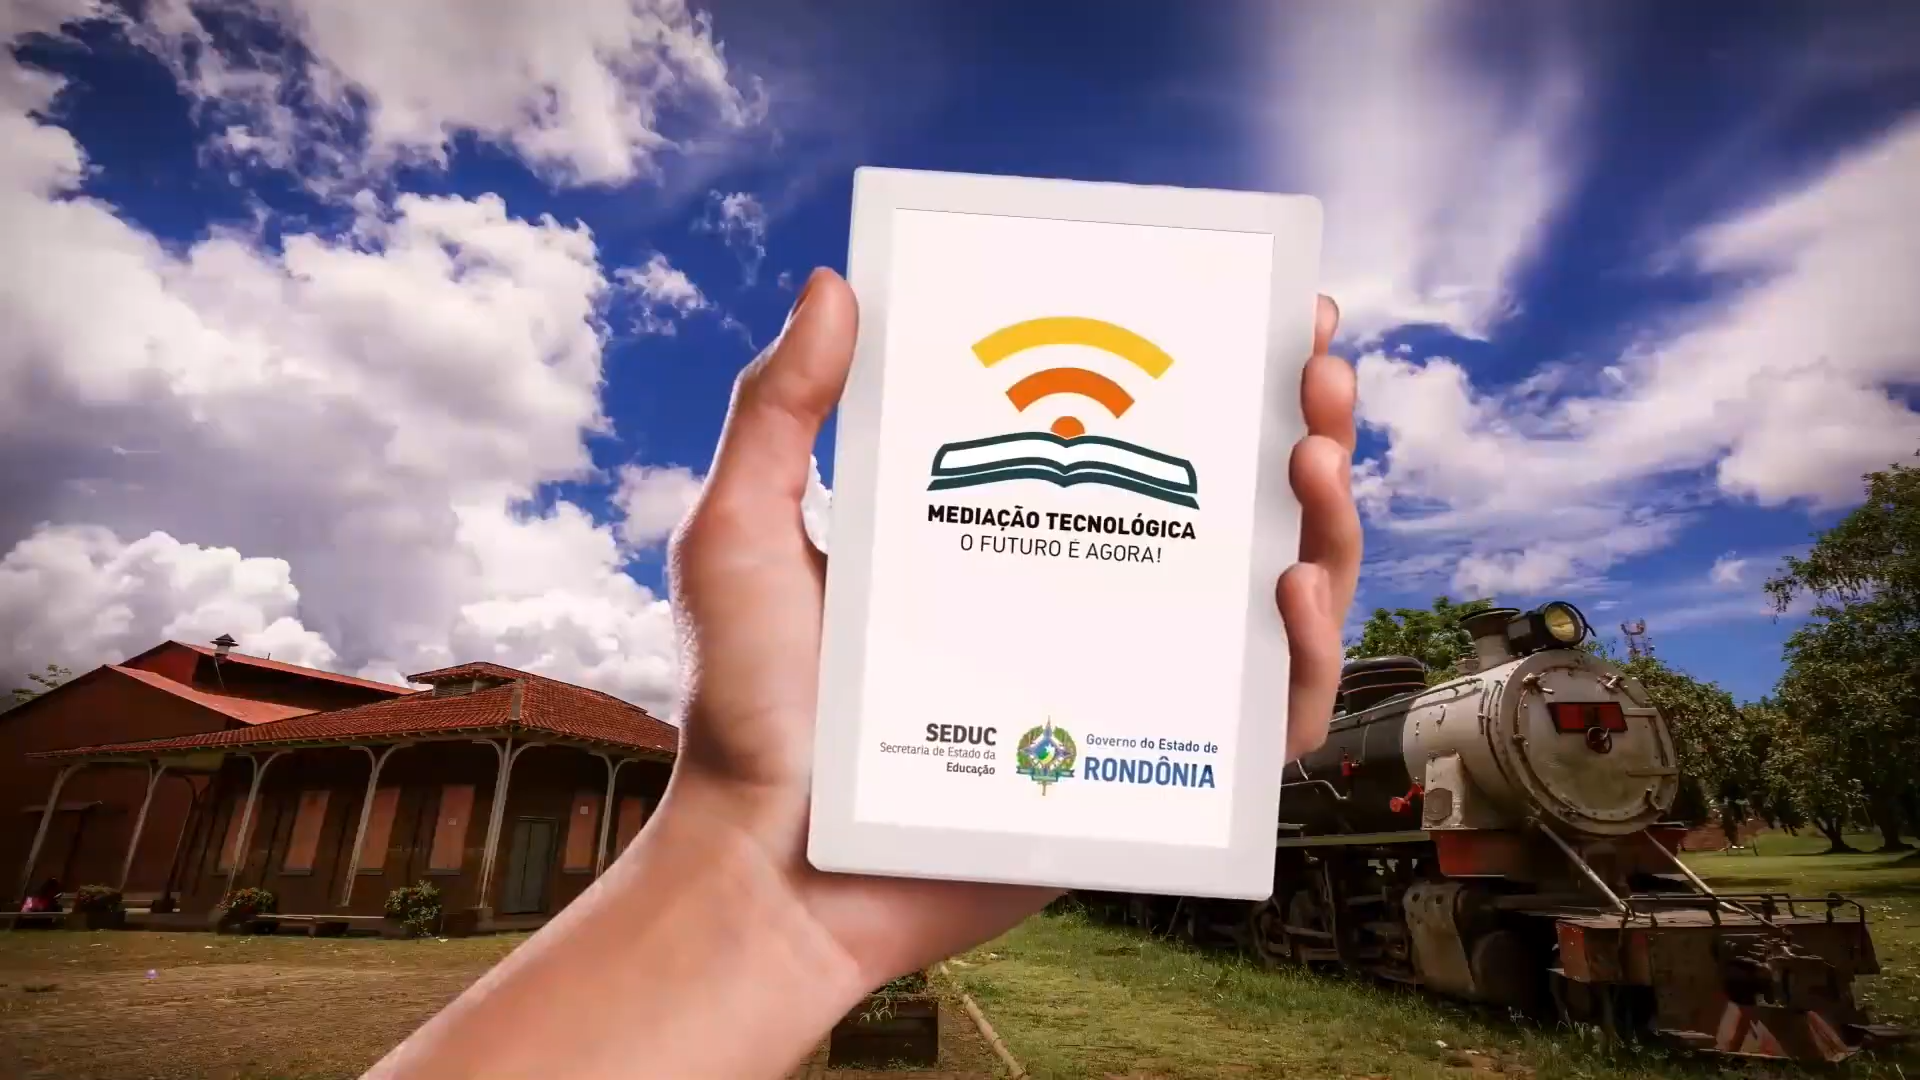 MEDIAÇÃO TECNOLÓGICA
O FUTURO É AGORA!
SEDUC
Secretaria de Estado da
Educação
Governo do Estado de
RONDÔNIA